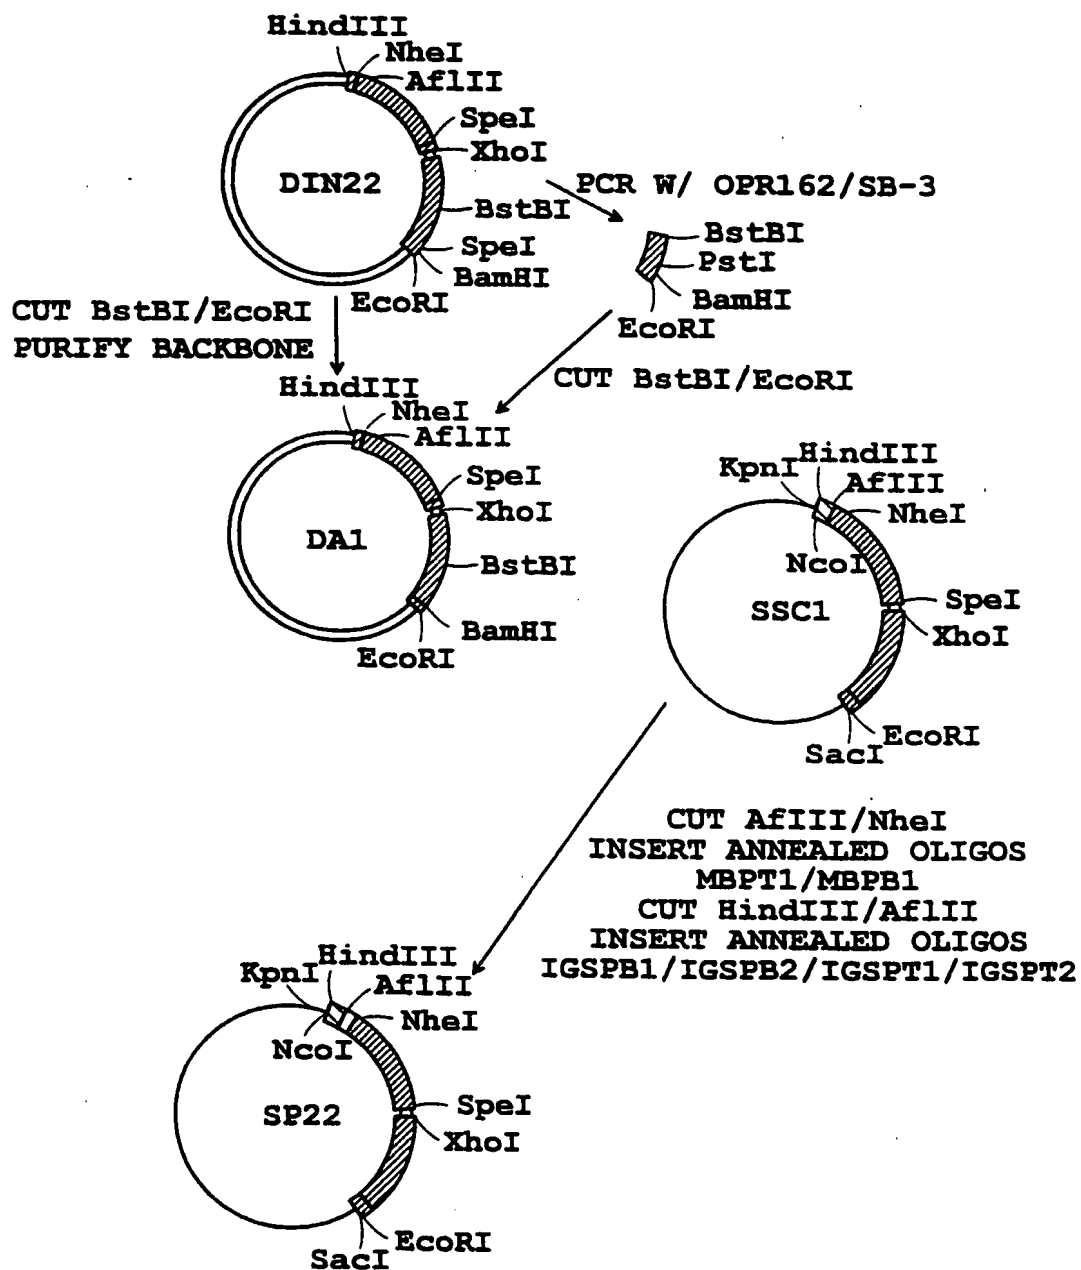 HindIII
NheI
AflII
SpeI
XhoI
DIN22
PCR W/ OPR162/SB-3
BstBI
SpeI
BamHI
EcoRI
BstBI
PstI
BamHI
EcoRI
CUT BstBI/EcoRI
PURIFY BACKBONE
CUT BstBI/EcoRI
HindIII
NheI
AflII
SpeI
XhoI
DA1
BstBI
BamHI
EcoRI
HindIII
KpnI
AfIII
NheI
NcoI
SSC1
SpeI
XhoI
EcoRI
SacI
CUT AfIII/NheI
INSERT ANNEALED OLIGOS
MBPT1/MBPB1
CUT HindIII/AflII
INSERT ANNEALED OLIGOS
IGSPB1/IGSPB2/IGSPT1/IGSPT2
HindIII
KpnI
AflII
NheI
NcoI
SP22
SpeI
XhoI
EcoRI
SacI